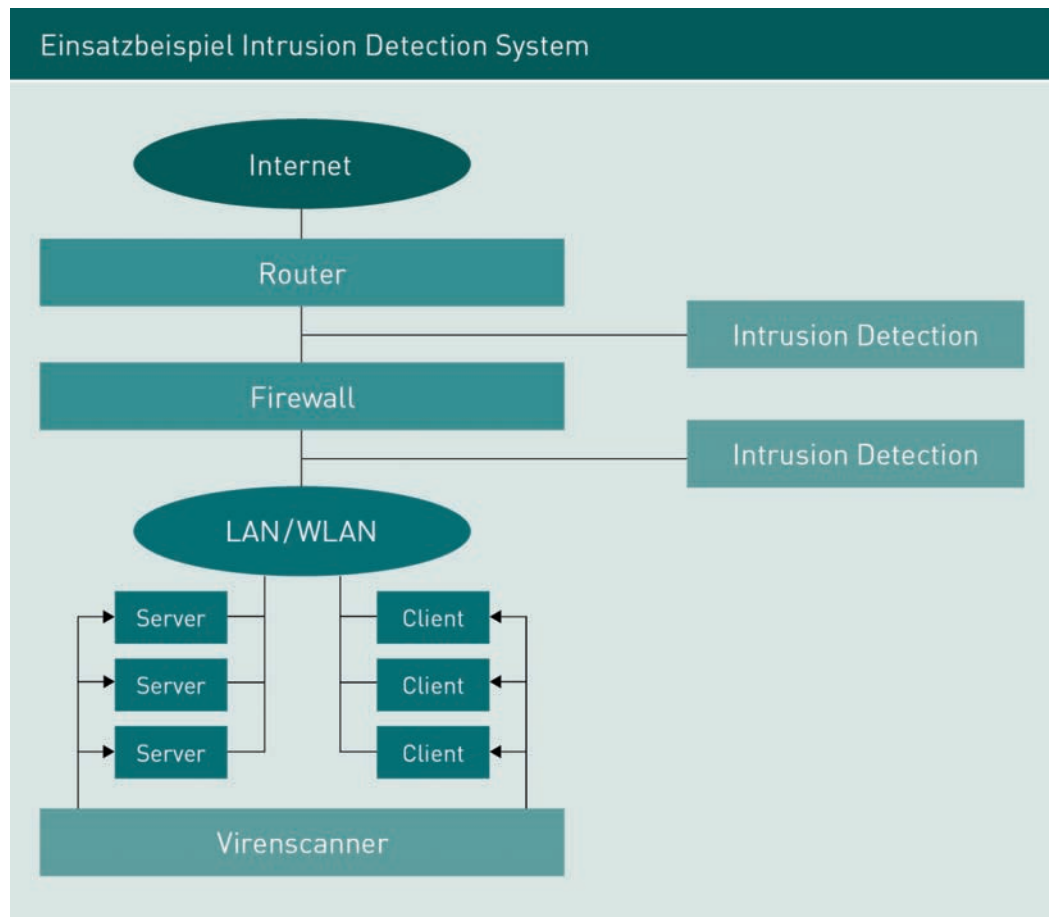 Einsatzbeispiel Intrusion Detection System
Internet
Router
Intrusion Detection
Firewall
Intrusion Detection
LAN/WLAN
Server
Client
Server
Client
Server
Client
Virenscanner